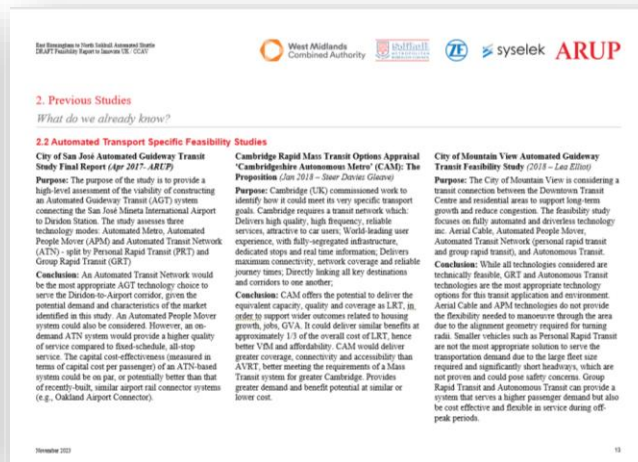 East Birmingham to North Solihull Automated Shuttle
DRAFT Feasibility Report to Innovate UK / CCAV
West Midlands
Combined Authority
Solihull
METROPOLITAN
BOROUGH COUNCIL
ZF
syselek
ARUP
2. Previous Studies
What do we already know?
2.2 Automated Transport Specific Feasibility Studies
City of San José Automated Guideway Transit
Study Final Report (Apr 2017- ARUP)
Purpose: The purpose of the study is to provide a
high-level assessment of the viability of constructing
an Automated Guideway Transit (AGT) system
connecting the San José Mineta International Airport
to Diridon Station. The study assesses three
technology modes: Automated Metro, Automated
People Mover (APM) and Automated Transit Network
(ATN) - split by Personal Rapid Transit (PRT) and
Group Rapid Transit (GRT)
Conclusion: An Automated Transit Network would
be the most appropriate AGT technology choice to
serve the Diridon-to-Airport corridor, given the
potential demand and characteristics of the market
identified in this study. An Automated People Mover
system could also be considered. However, an on-
demand ATN system would provide a higher quality
of service compared to fixed-schedule, all-stop
service. The capital cost-effectiveness (measured in
terms of capital cost per passenger) of an ATN-based
system could be on par, or potentially better than that
of recently-built, similar airport rail connector systems
(e.g., Oakland Airport Connector).
Cambridge Rapid Mass Transit Options Appraisal
'Cambridgeshire Autonomous Metro' (CAM): The
Proposition (Jan 2018 – Steer Davies Gleave)
Purpose: Cambridge (UK) commissioned work to
identify how it could meet its very specific transport
goals. Cambridge requires a transit network which:
Delivers high quality, high frequency, reliable
services, attractive to car users; World-leading user
experience, with fully-segregated infrastructure,
dedicated stops and real time information; Delivers
maximum connectivity, network coverage and reliable
journey times; Directly linking all key destinations
and corridors to one another;
Conclusion: CAM offers the potential to deliver the
equivalent capacity, quality and coverage as LRT, in
order to support wider outcomes related to housing
growth, jobs, GVA. It could deliver similar benefits at
approximately 1/3 of the overall cost of LRT, hence
better VfM and affordability. CAM would deliver
greater coverage, connectivity and accessibility than
AVRT, better meeting the requirements of a Mass
Transit system for greater Cambridge. Provides
greater demand and benefit potential at similar or
lower cost.
City of Mountain View Automated Guideway
Transit Feasibility Study (2018 – Lea Elliot)
Purpose: The City of Mountain View is considering a
transit connection between the Downtown Transit
Centre and residential areas to support long-term
growth and reduce congestion. The feasibility study
focuses on fully automated and driverless technology
inc. Aerial Cable, Automated People Mover,
Automated Transit Network (personal rapid transit
and group rapid transit), and Autonomous Transit.
Conclusion: While all technologies considered are
technically feasible, GRT and Autonomous Transit
technologies are the most appropriate technology
options for this transit application and environment.
Aerial Cable and APM technologies do not provide
the flexibility needed to manoeuvre through the area
due to the alignment geometry required for turning
radii. Smaller vehicles such as Personal Rapid Transit
are not the most appropriate solution to serve the
transportation demand due to the large fleet size
required and significantly short headways, which are
not proven and could pose safety concerns. Group
Rapid Transit and Autonomous Transit can provide a
system that serves a higher passenger demand but also
be cost effective and flexible in service during off-
peak periods.
November 2023
15